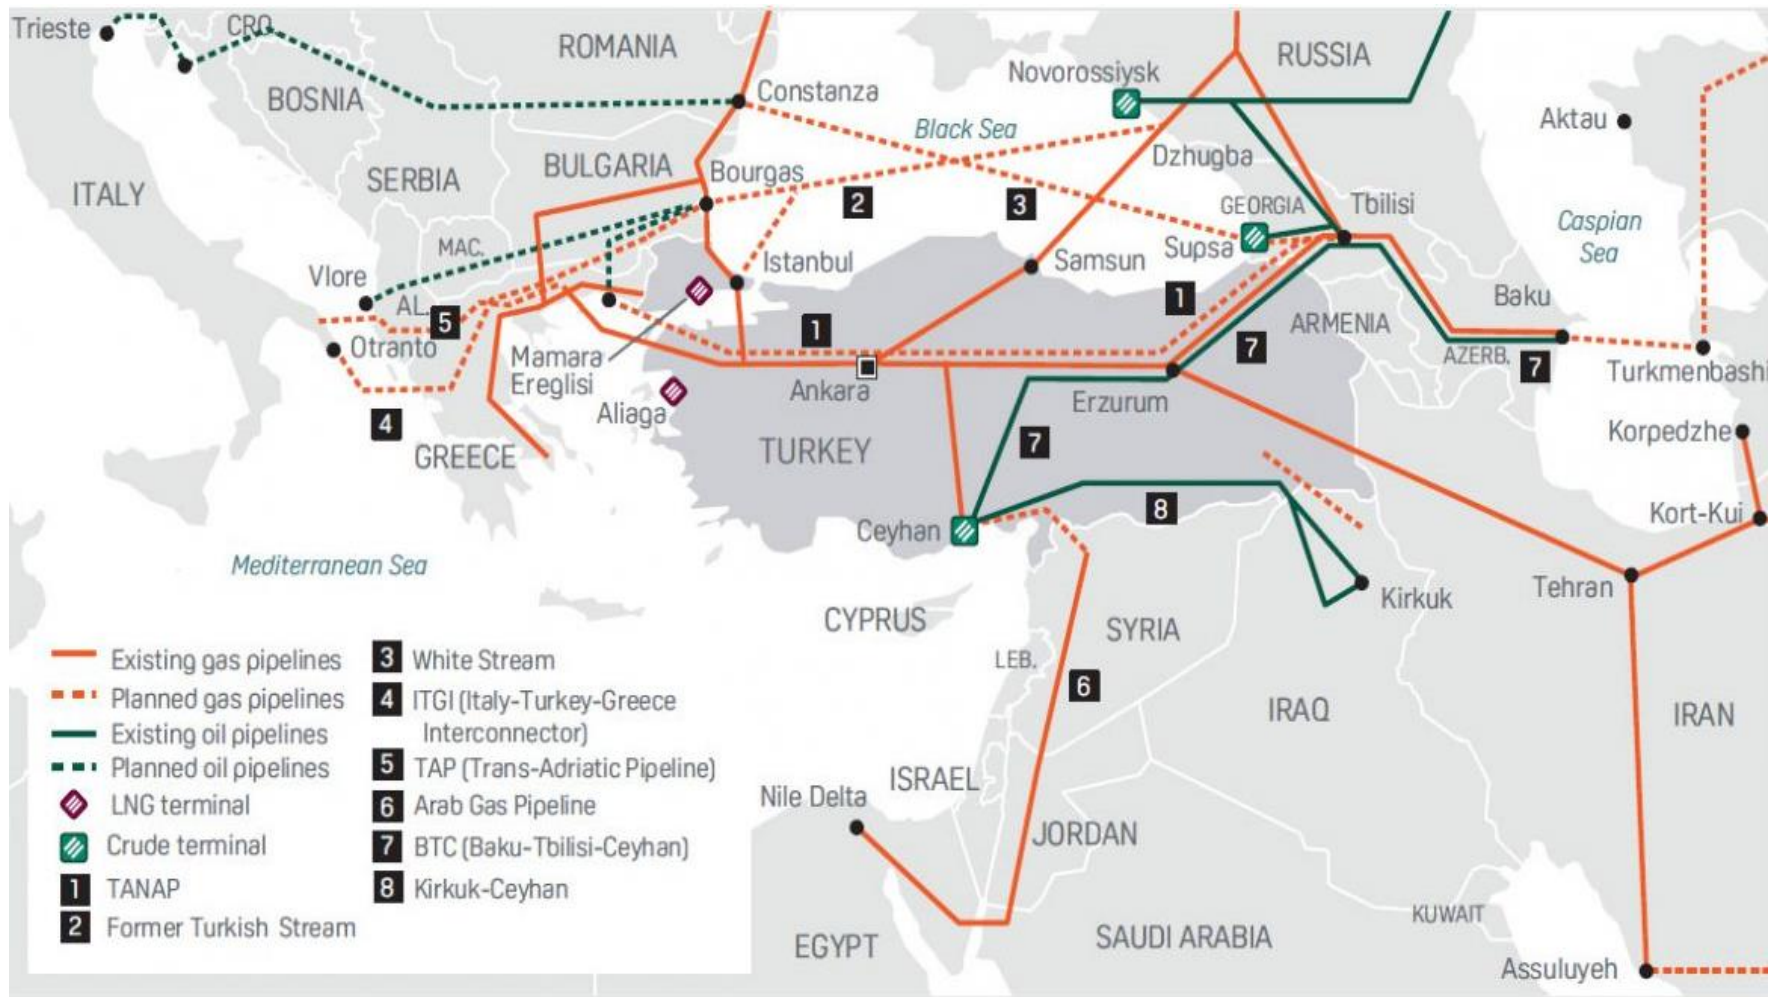 Trieste
CRO.
ROMANIA
RUSSIA
Novorossiysk
BOSNIA
Constanza
Aktau
Black Sea
Dzhugba
ITALY
SERBIA
BULGARIA
Bourgas
2
3
GEORGIA
Tbilisi
Caspian
Sea
MAC.
Supsa
Vlore
Istanbul
Samsun
AL.
5
1
1
Baku
ARMENIA
Otranto
Mamara
Ereglisi
7
AZERB.
7
Turkmenbashi
Ankara
Erzurum
Aliaga
4
GREECE
TURKEY
7
Korpedzhe
8
Kort-Kui
Ceyhan
Mediterranean Sea
Kirkuk
Tehran
CYPRUS
SYRIA
LEB.
6
IRAQ
IRAN
ISRAEL
Nile Delta
JORDAN
KUWAIT
EGYPT
SAUDI ARABIA
Assuluyeh
Existing gas pipelines
Planned gas pipelines
Existing oil pipelines
Planned oil pipelines
LNG terminal
Crude terminal
1 TANAP
2 Former Turkish Stream
3 White Stream
4 ITGI (Italy-Turkey-Greece
Interconnector)
5 TAP (Trans-Adriatic Pipeline)
6 Arab Gas Pipeline
7 BTC (Baku-Tbilisi-Ceyhan)
8 Kirkuk-Ceyhan